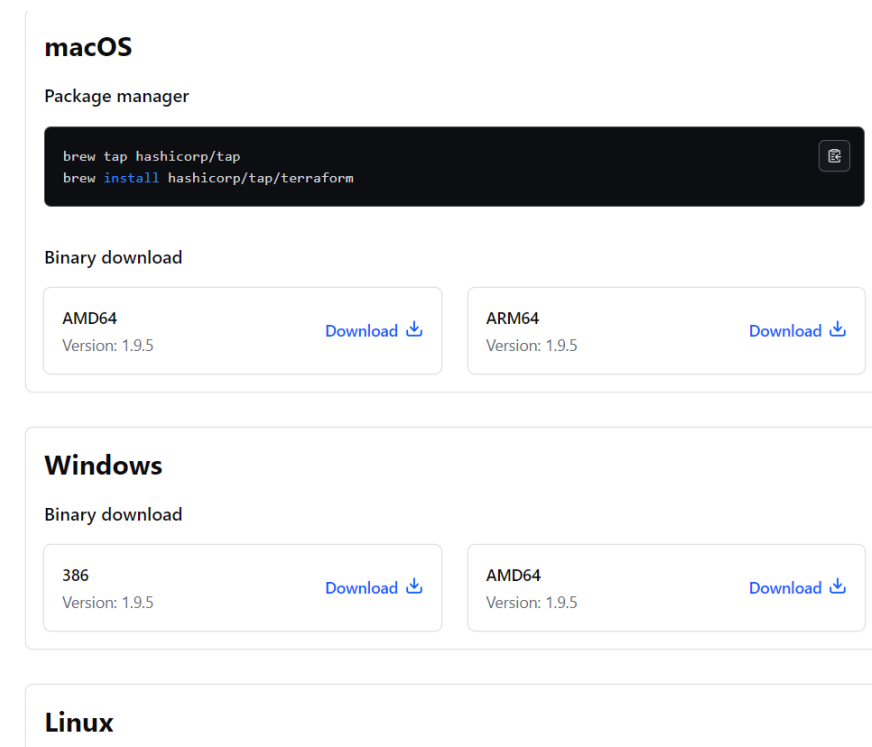 macOS
Package manager
brew tap hashicorp/tap
brew install hashicorp/tap/terraform
Binary download
AMD64
Version: 1.9.5
Download
ARM64
Version: 1.9.5
Download
Windows
Binary download
386
Version: 1.9.5
Download
AMD64
Version: 1.9.5
Download
Linux